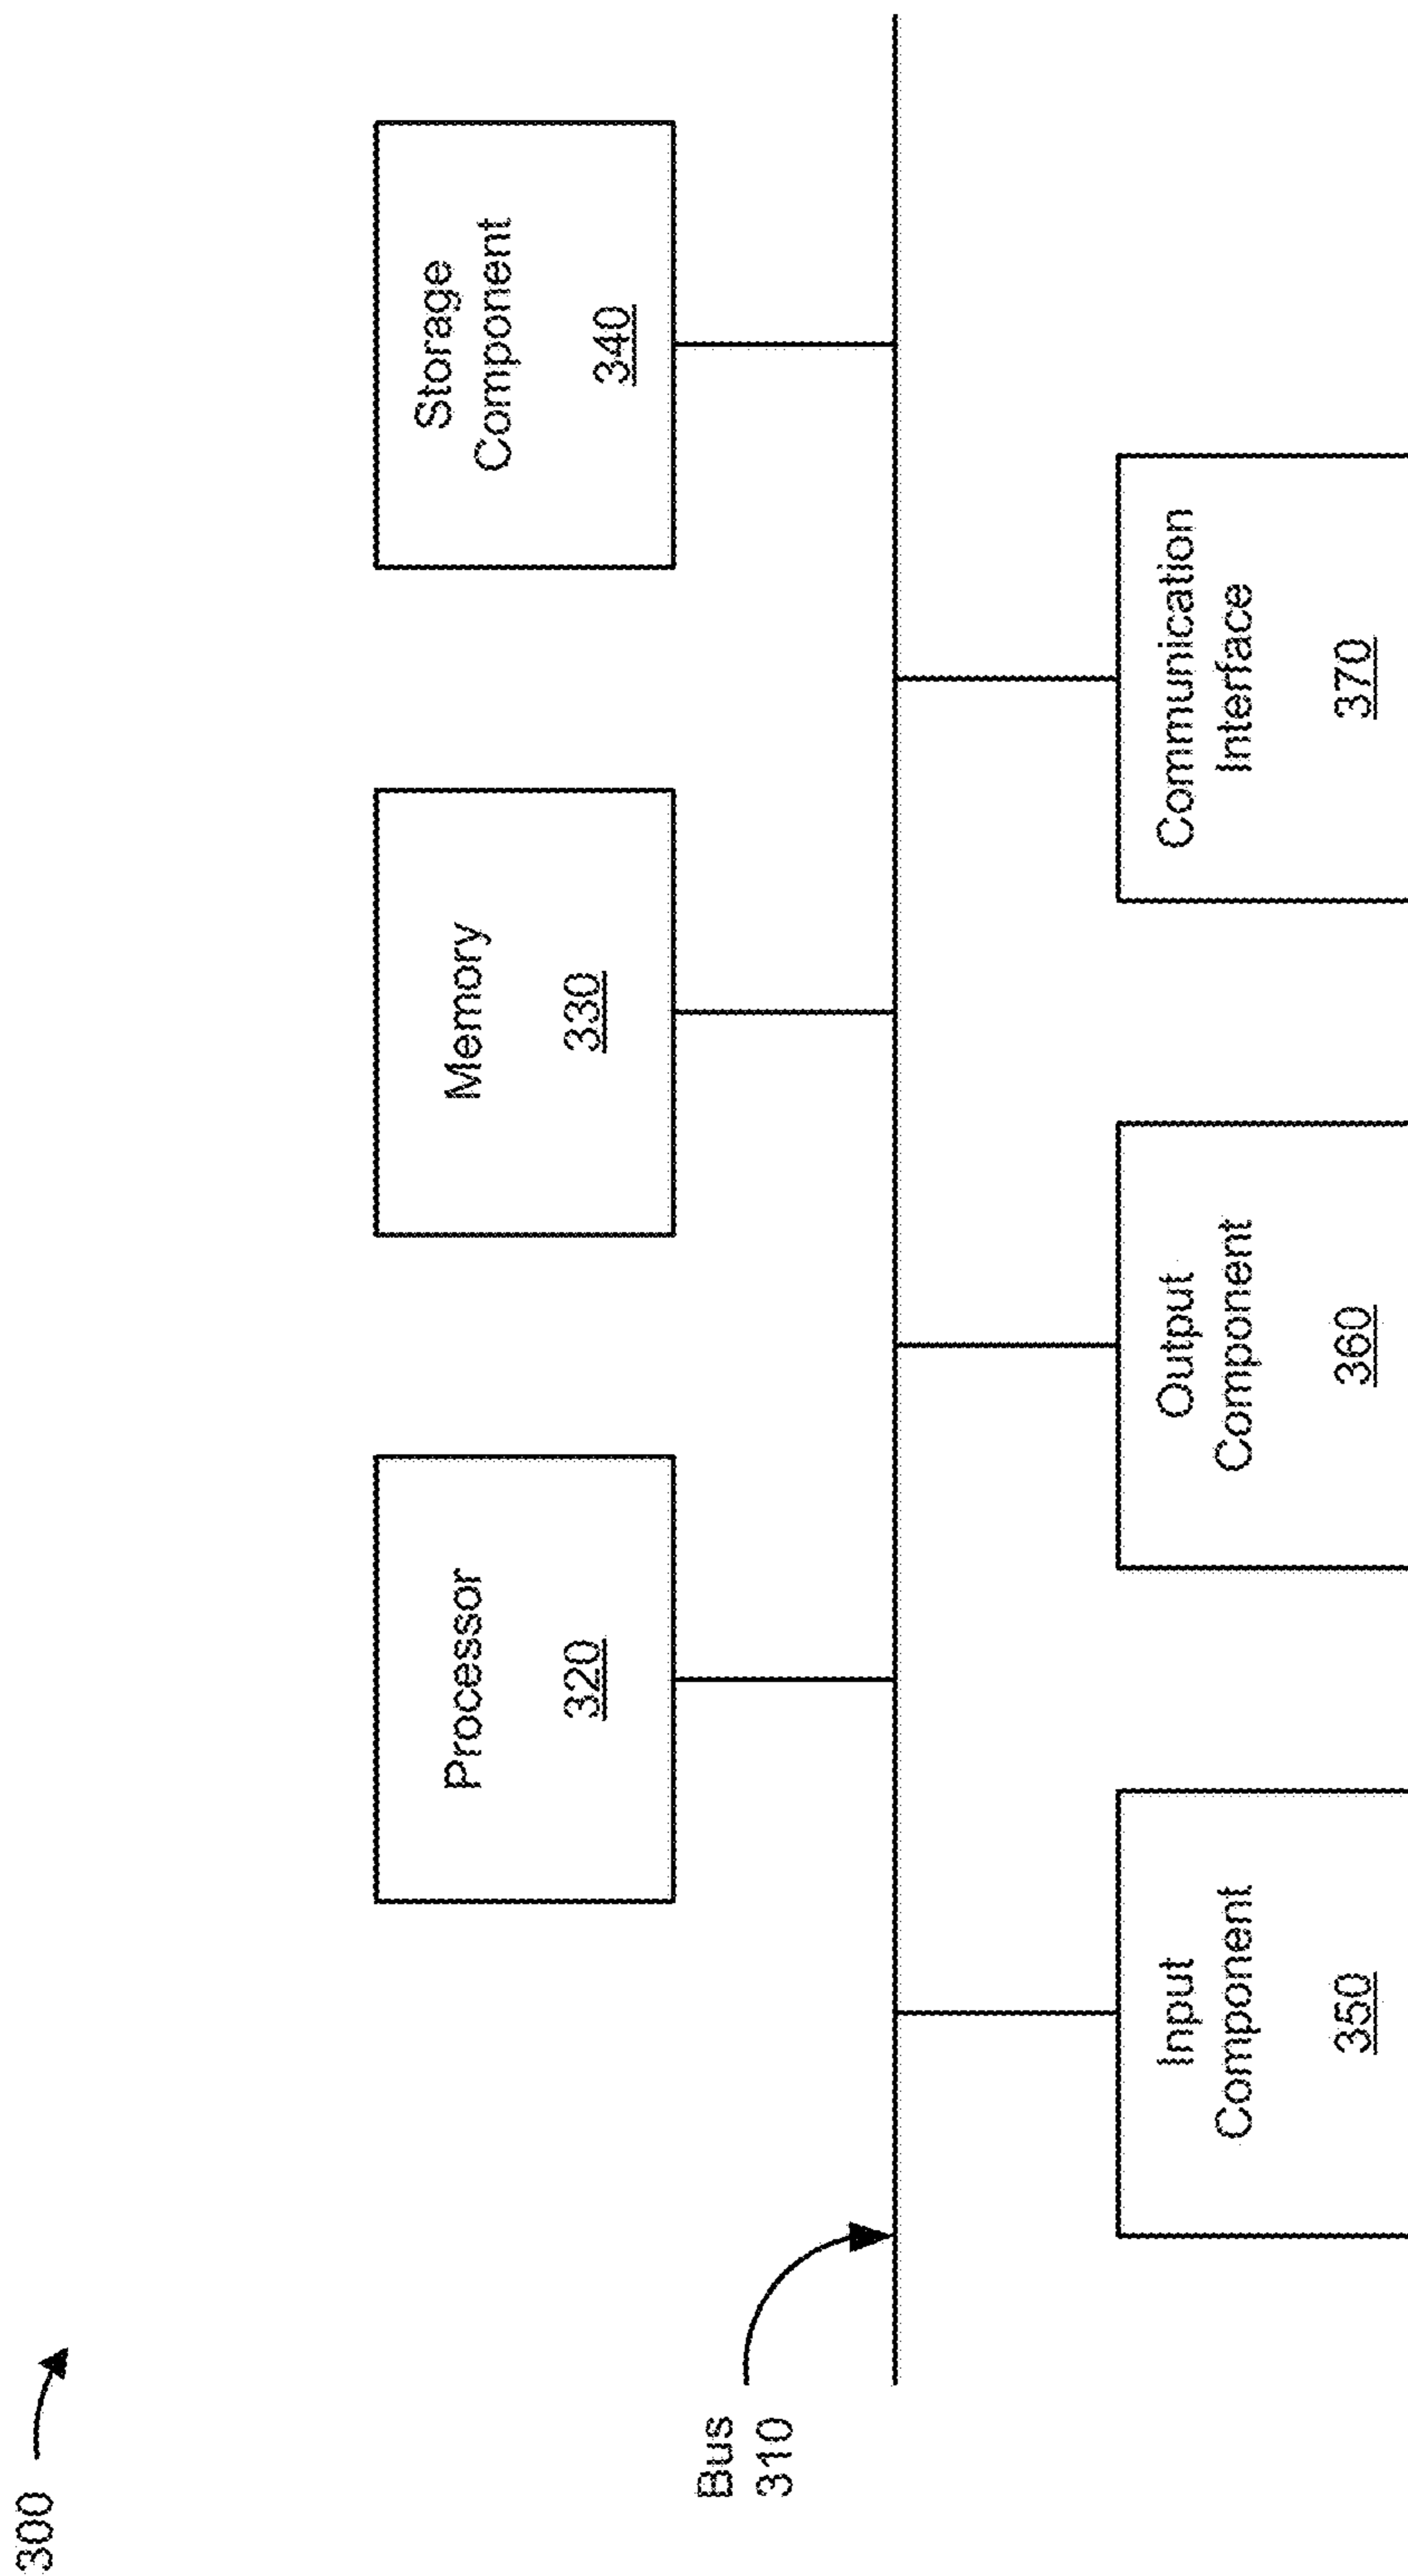 300
Processor
320
Memory
330
Storage
Component
340
Bus
310
Input
Component
350
Output
Component
360
Communication
Interface
370